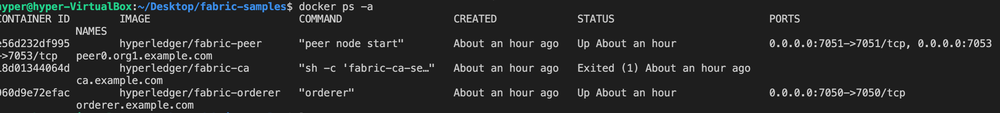 hyper@hyper-VirtualBox:~/Desktop/fabric-samples$ docker ps -a
CONTAINER ID        IMAGE                        COMMAND                  CREATED             STATUS                         PORTS
NAMES
e56d232df995        hyperledger/fabric-peer      "peer node start"        About an hour ago   Up About an hour               0.0.0.0:7051->7051/tcp, 0.0.0.0:7053
->7053/tcp   peer0.org1.example.com
18d01344064d        hyperledger/fabric-ca        "sh -c 'fabric-ca-se…"   About an hour ago   Exited (1) About an hour ago
ca.example.com
960d9e72efac        hyperledger/fabric-orderer   "orderer"                About an hour ago   Up About an hour               0.0.0.0:7050->7050/tcp
orderer.example.com